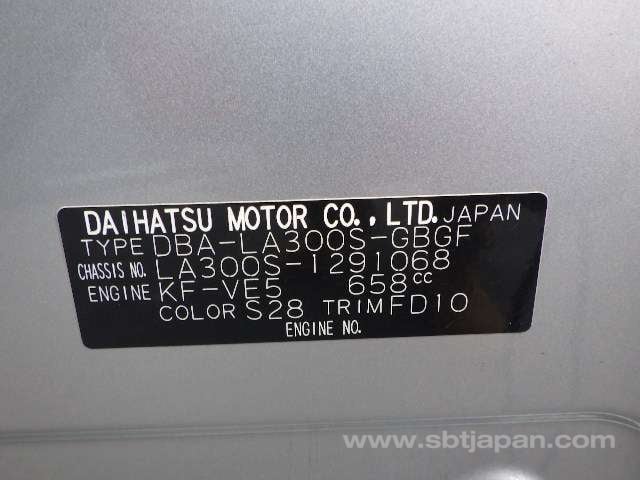 DAIHATSU MOTOR CO., LTD. JAPAN
TYPE DBA-LA300S-GBGF
CHASSIS NO. LA300S-1291068
ENGINE KF-VE5 658cc
COLOR S28 TRIM FD10
ENGINE NO.
www.sbtjapan.com